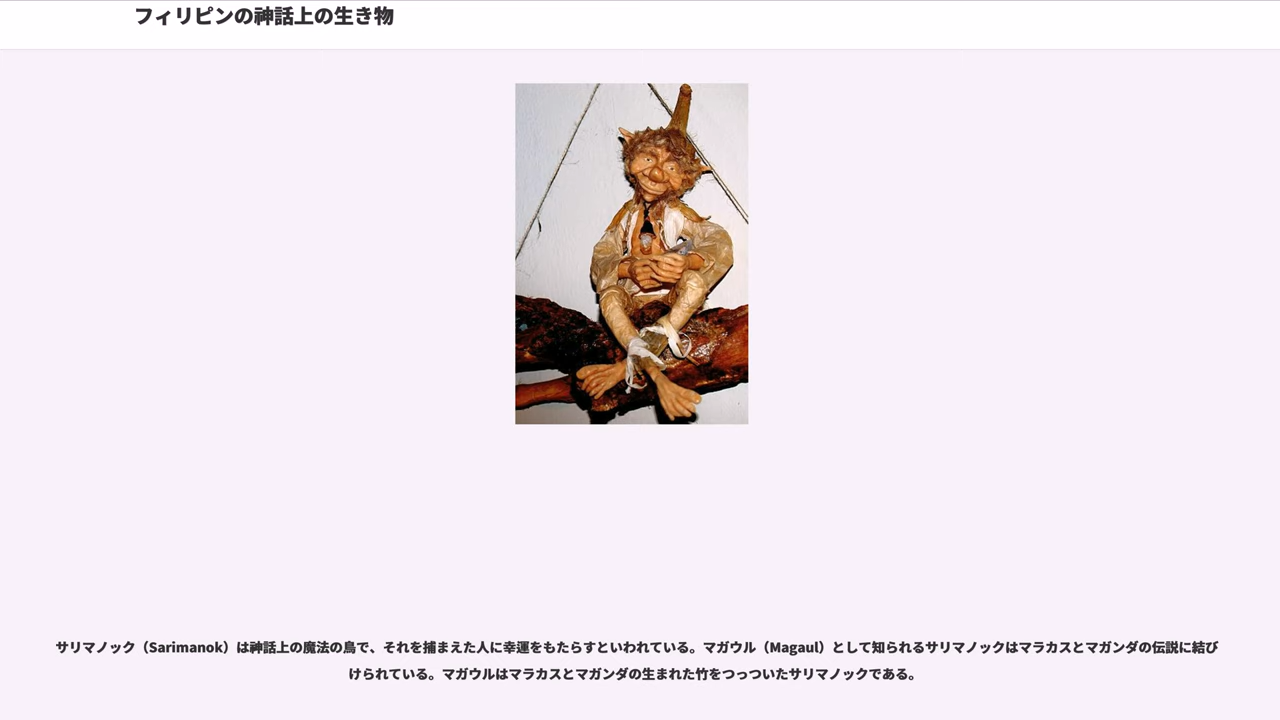 フィリピンの神話上の生き物
サリマノック（Sarimanok）は神話上の魔法の鳥で、それを捕まえた人に幸運をもたらすといわれている。マガウル（Magaul）として知られるサリマノックはマラカスとマガンダの伝説に結び
けられている。マガウルはマラカスとマガンダの生まれた竹をつっついたサリマノックである。